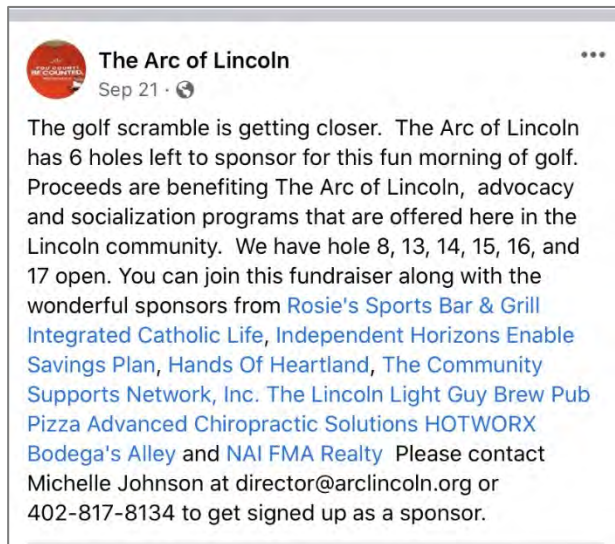 YOU COUNT!
BE COUNTED.
The Arc of Lincoln
Sep 21 ·
The golf scramble is getting closer.  The Arc of Lincoln
has 6 holes left to sponsor for this fun morning of golf.
Proceeds are benefiting The Arc of Lincoln,  advocacy
and socialization programs that are offered here in the
Lincoln community.  We have hole 8, 13, 14, 15, 16, and
17 open. You can join this fundraiser along with the
wonderful sponsors from Rosie's Sports Bar & Grill
Integrated Catholic Life, Independent Horizons Enable
Savings Plan, Hands Of Heartland, The Community
Supports Network, Inc. The Lincoln Light Guy Brew Pub
Pizza Advanced Chiropractic Solutions HOTWORX
Bodega's Alley and NAI FMA Realty  Please contact
Michelle Johnson at director@arclincoln.org or
402-817-8134 to get signed up as a sponsor.